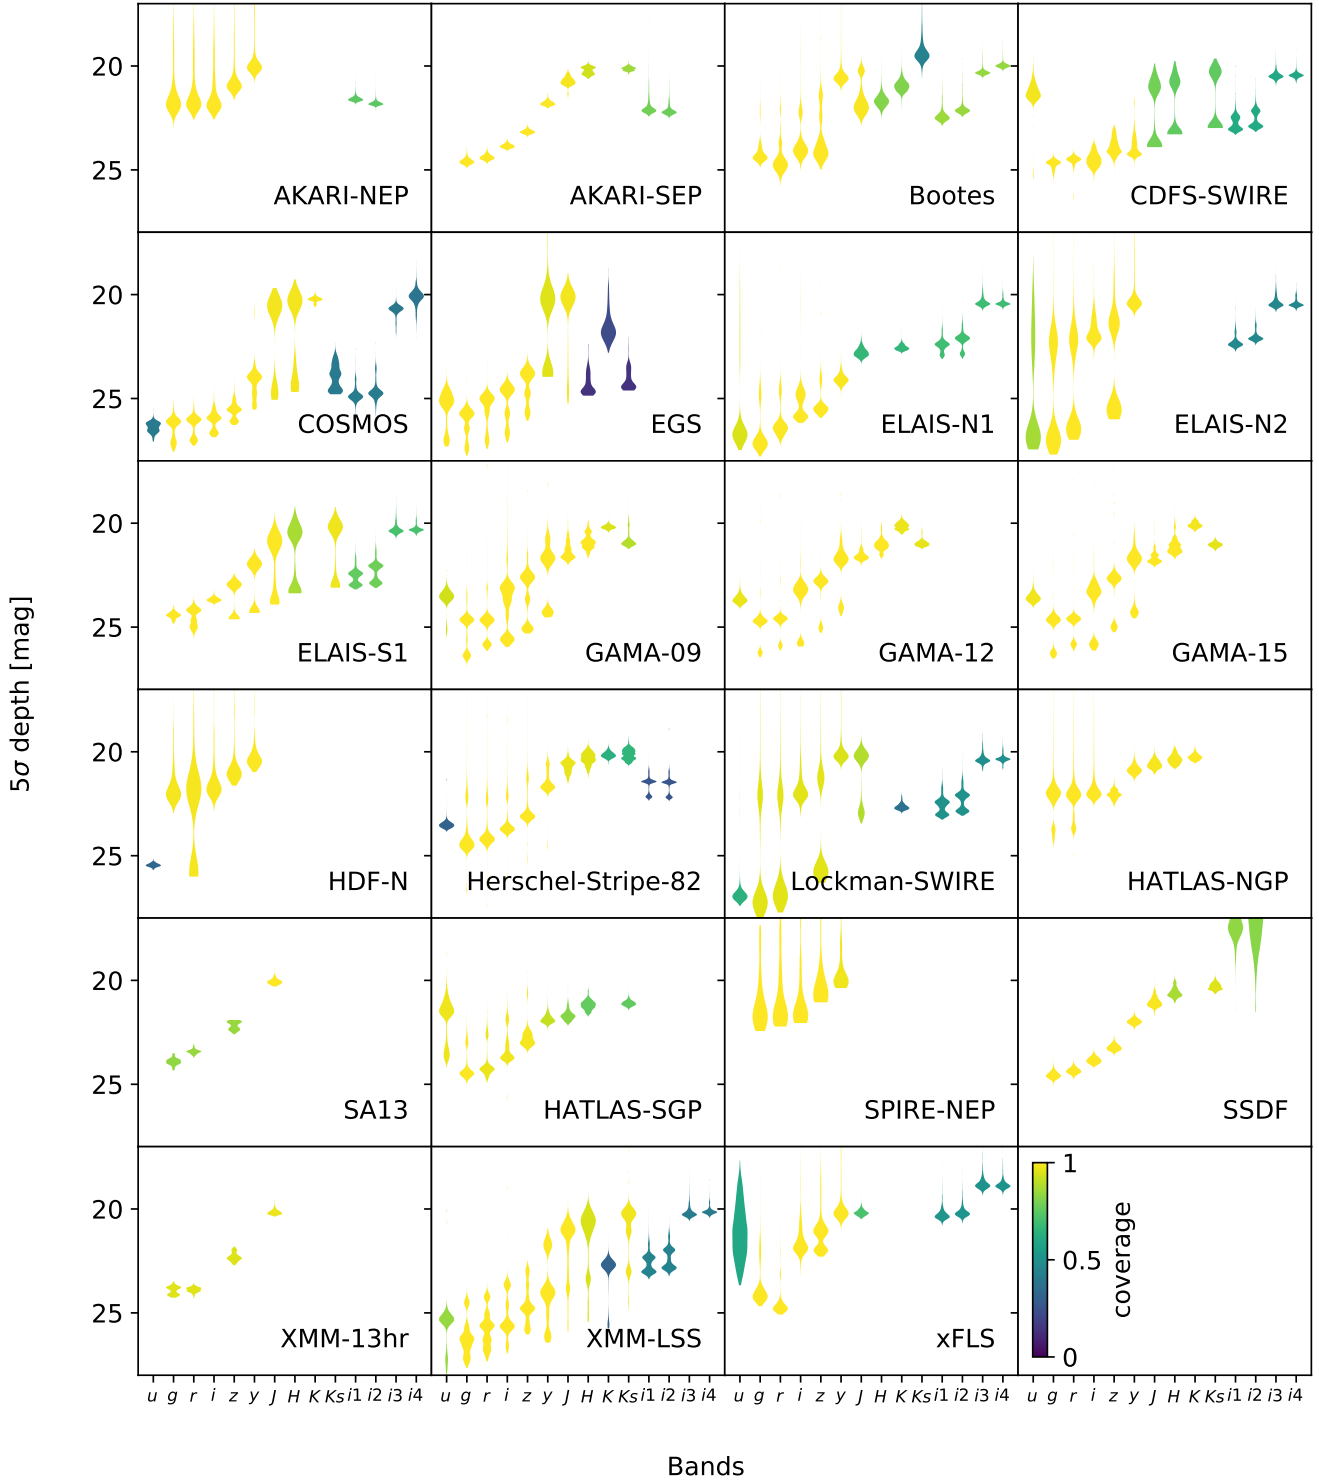 20
25
AKARI-NEP
AKARI-SEP
Bootes
CDFS-SWIRE
20
25
COSMOS
EGS
ELAIS-N1
ELAIS-N2
20
25
ELAIS-S1
GAMA-09
GAMA-12
GAMA-15
5σ depth [mag]
20
25
HDF-N
Herschel-Stripe-82
Lockman-SWIRE
HATLAS-NGP
20
25
SA13
HATLAS-SGP
SPIRE-NEP
SSDF
20
25
XMM-13hr
XMM-LSS
xFLS
1
0.5
0
coverage
u g r i z y J H K Ks i1 i2 i3 i4 u g r i z y J H K Ks i1 i2 i3 i4 u g r i z y J H K Ks i1 i2 i3 i4 u g r i z y J H K Ks i1 i2 i3 i4
Bands